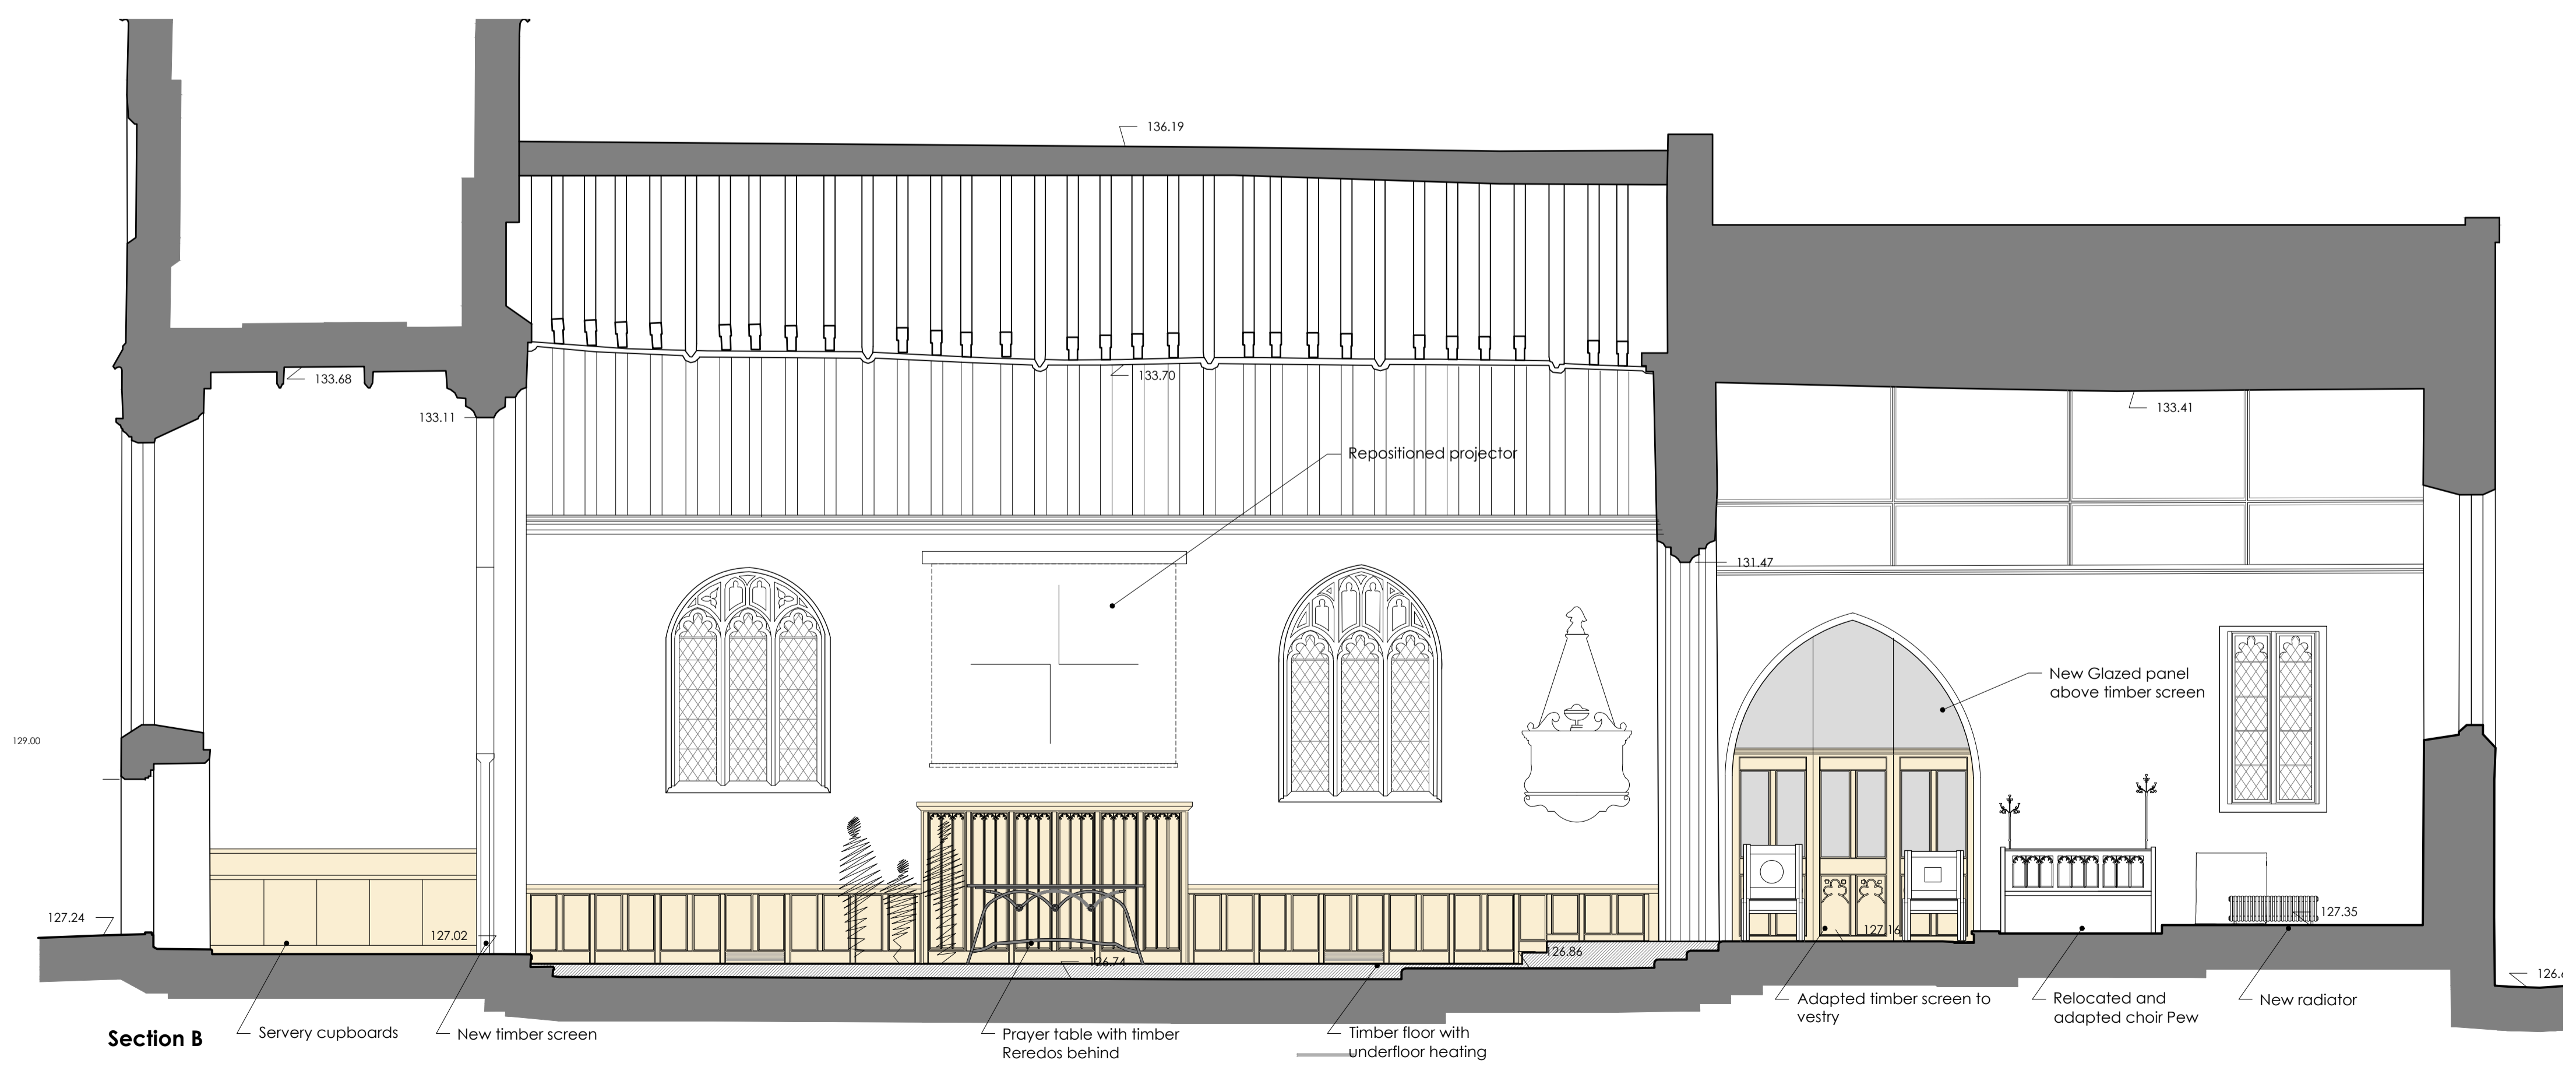 136.19
133.68
133.70
133.11
133.41
Repositioned projector
131.47
New Glazed panel
above timber screen
129.00
127.24
127.02
127.35
127.16
126.86
126.74
Servery cupboards
New timber screen
Prayer table with timber
Reredos behind
Timber floor with
underfloor heating
Adapted timber screen to
vestry
Relocated and
adapted choir Pew
New radiator
Section B